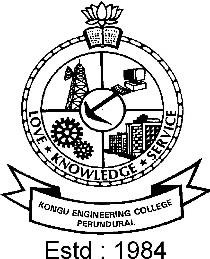 LOVE ★ KNOWLEDGE ★ SERVICE
KONGU ENGINEERING COLLEGE
PERUNDURAI
Estd : 1984